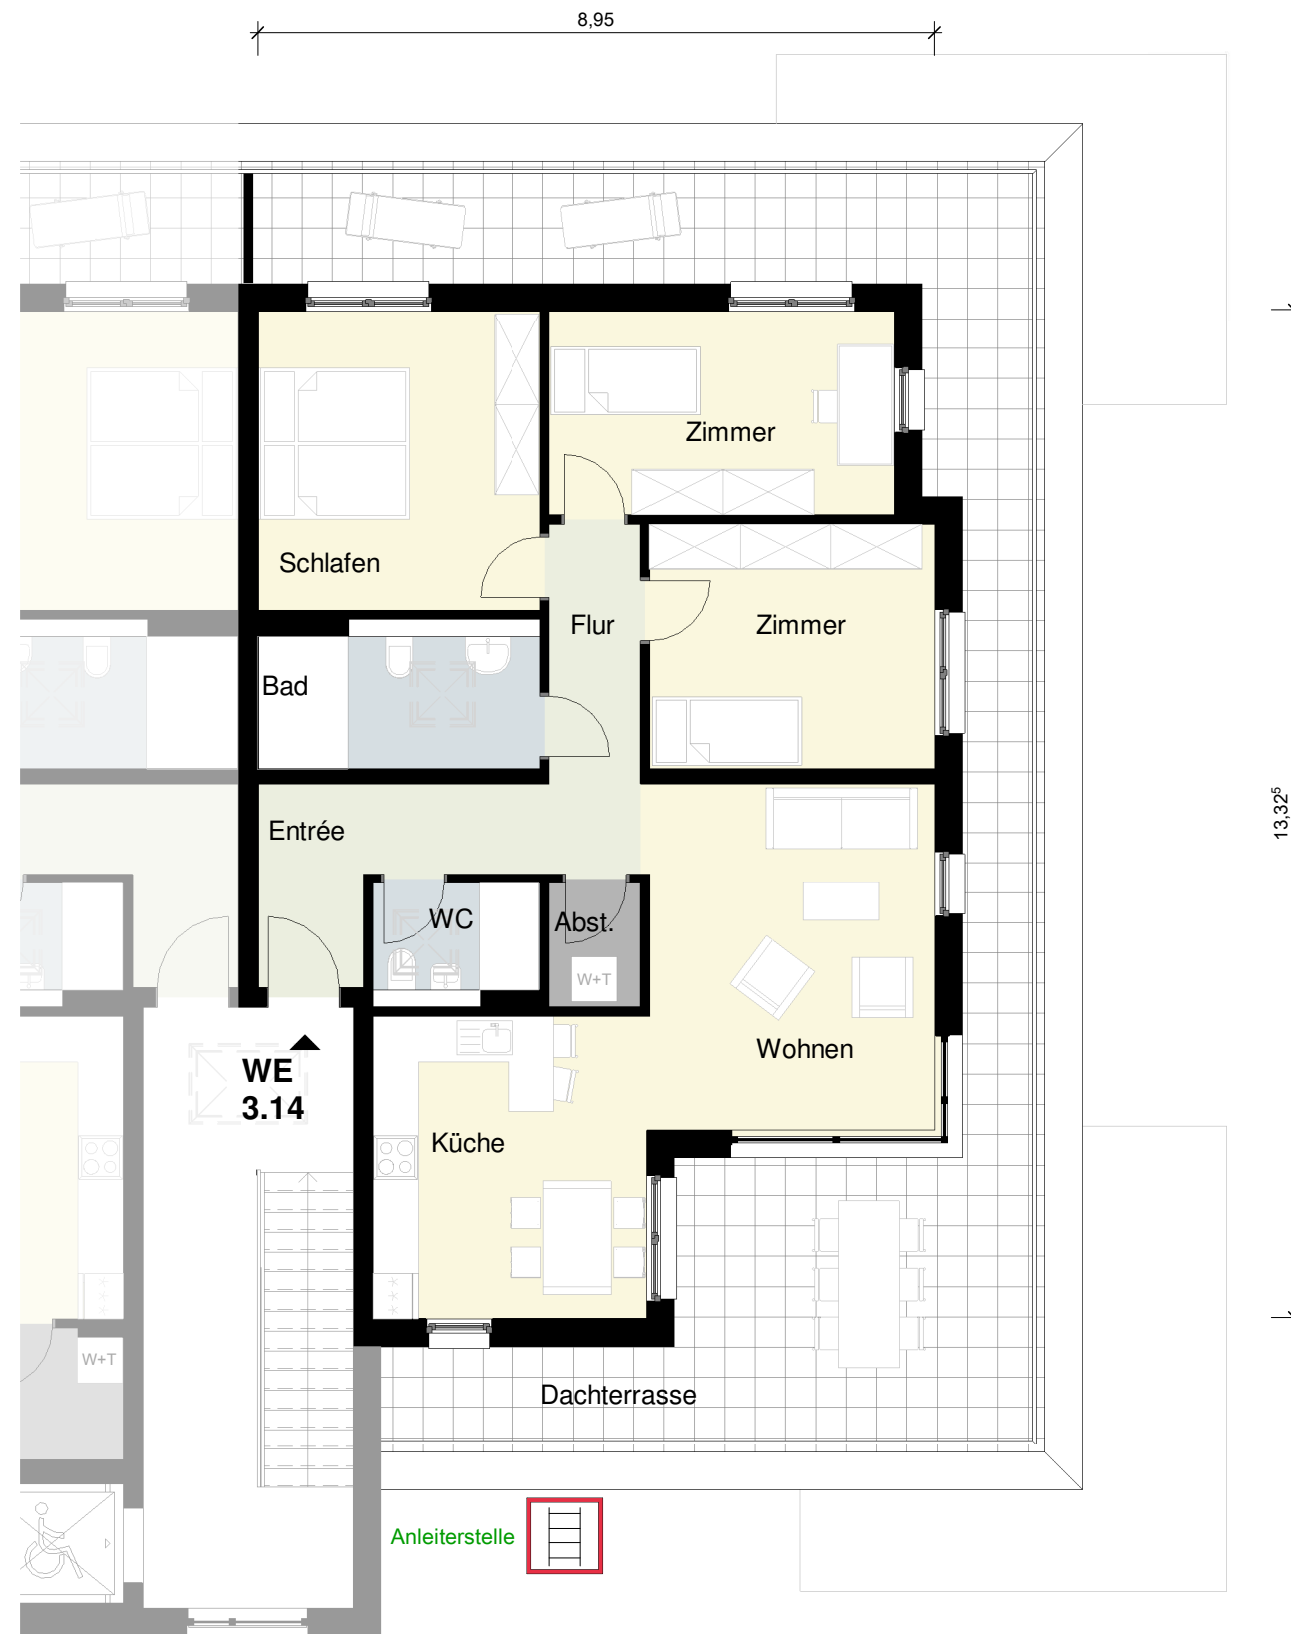 8,95
Zimmer
Schlafen
Flur
Zimmer
Bad
13,32⁵
Entrée
WC
Abst.
W+T
Wohnen
WE
3.14
Küche
W+T
Dachterrasse
Anleiterstelle